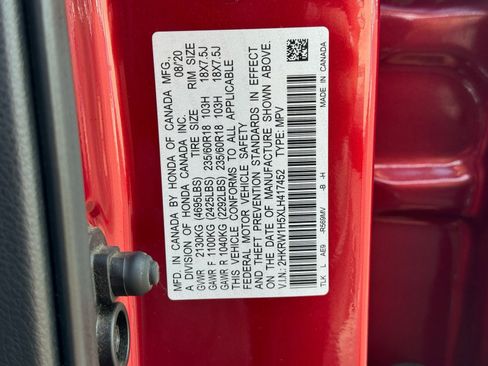 MFD. IN CANADA BY HONDA OF CANADA MFG.,
A DIVISION OF HONDA CANADA INC. 08/20
TIRE SIZE RIM SIZE
GVWR 2130KG (4695LBS)
GAWR F 1100KG (2425LBS) 235/60R18 103H 18X7.5J
GAWR R 1040KG (2292LBS) 235/60R18 103H 18X7.5J
THIS VEHICLE CONFORMS TO ALL APPLICABLE
FEDERAL MOTOR VEHICLE SAFETY
AND THEFT PREVENTION STANDARDS IN EFFECT
ON THE DATE OF MANUFACTURE SHOWN ABOVE.
V.I.N.: 2HKRW1H5XLH417452 TYPE: MPV
TLK L AE9 -R569MV -B -H
MADE IN CANADA